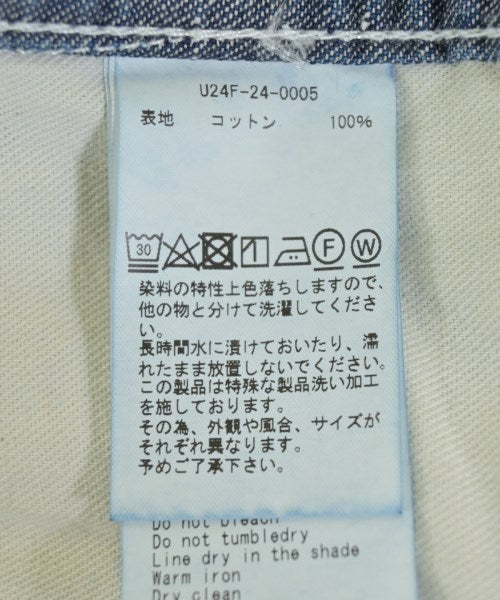 U24F-24-0005
表地 コットン 100%
30 F W
染料の特性上色落ちしますので、
他の物と分けて洗濯してくださ
い。
長時間水に漬けておいたり、濡
れたまま放置しないでください。
この製品は特殊な製品洗い加工
を施しております。
その為、外観や風合、サイズが
それぞれ異なります。
予めご了承下さい。
Do not bleach
Do not tumbledry
Line dry in the shade
Warm iron
Dry clean